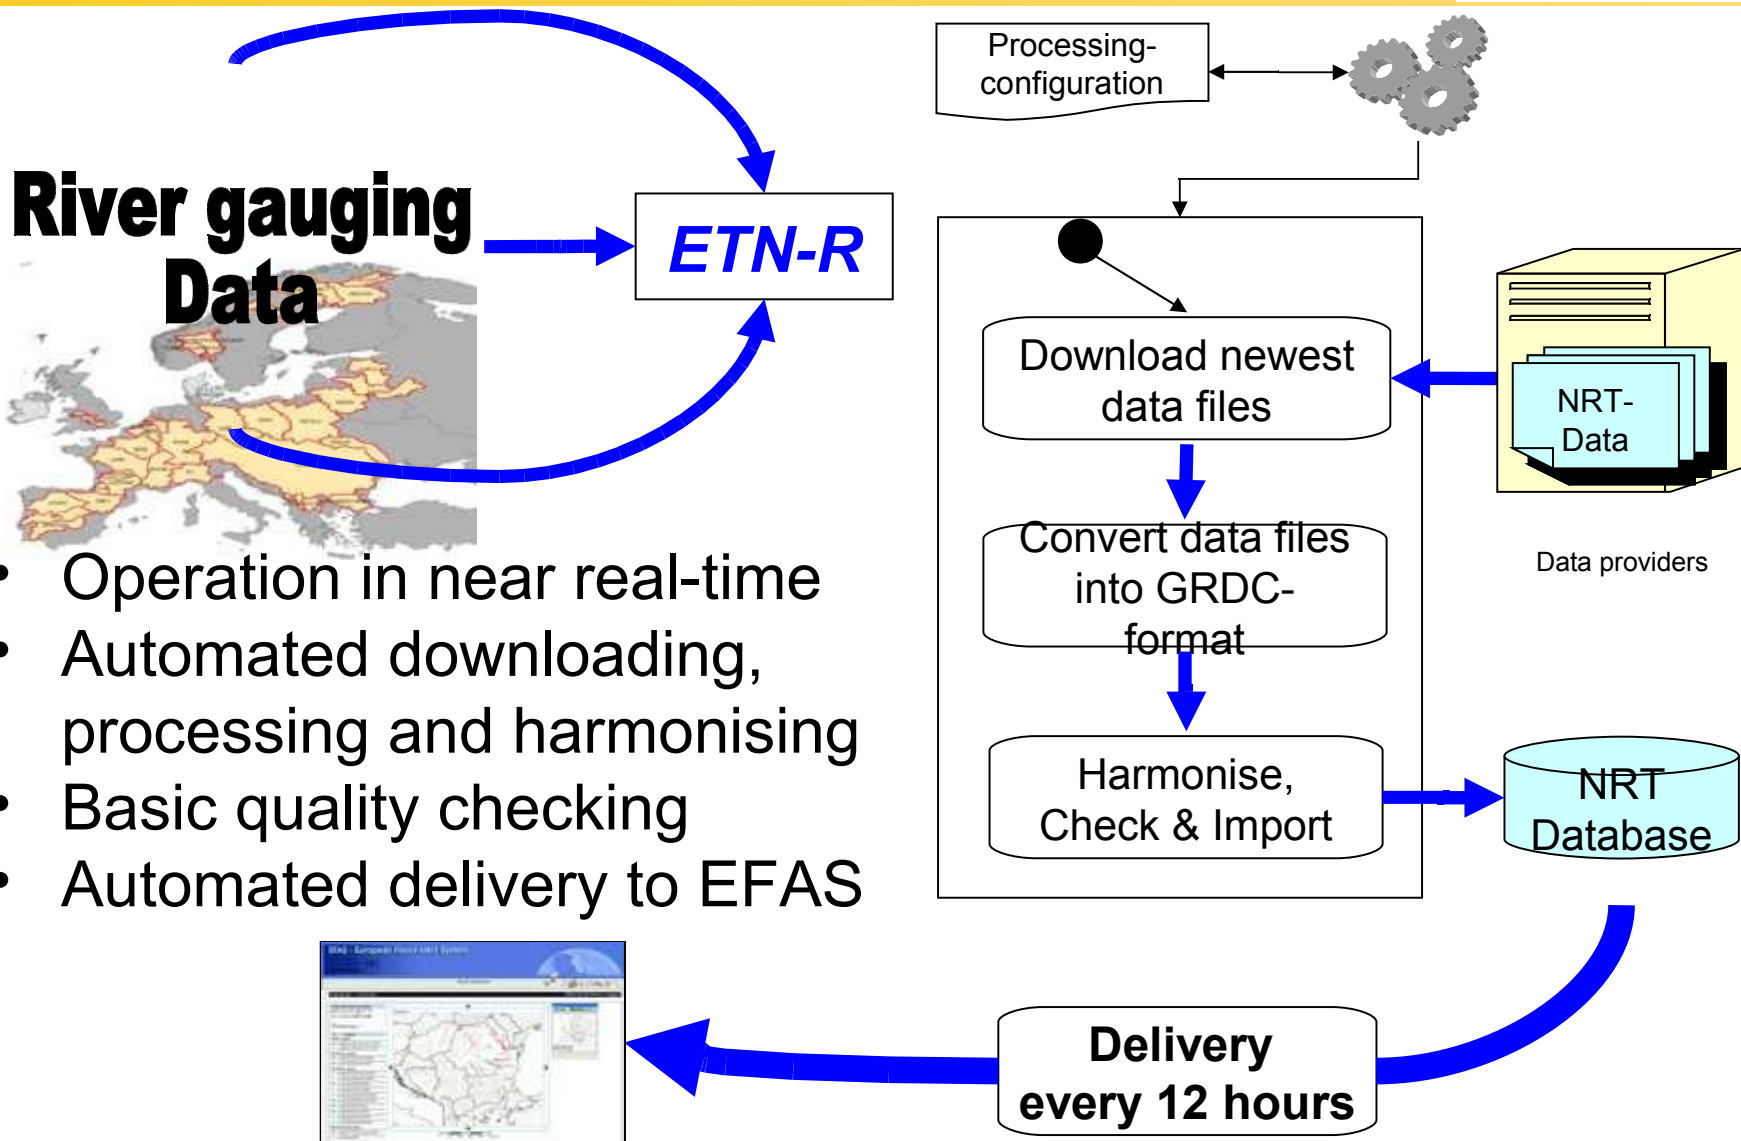 Processing-
configuration
River gauging
Data
ETN-R
Download newest
data files
NRT-
Data
Convert data files
into GRDC-
format
Data providers
Harmonise,
Check & Import
NRT
Database
• Operation in near real-time
• Automated downloading,
processing and harmonising
• Basic quality checking
• Automated delivery to EFAS
Delivery
every 12 hours